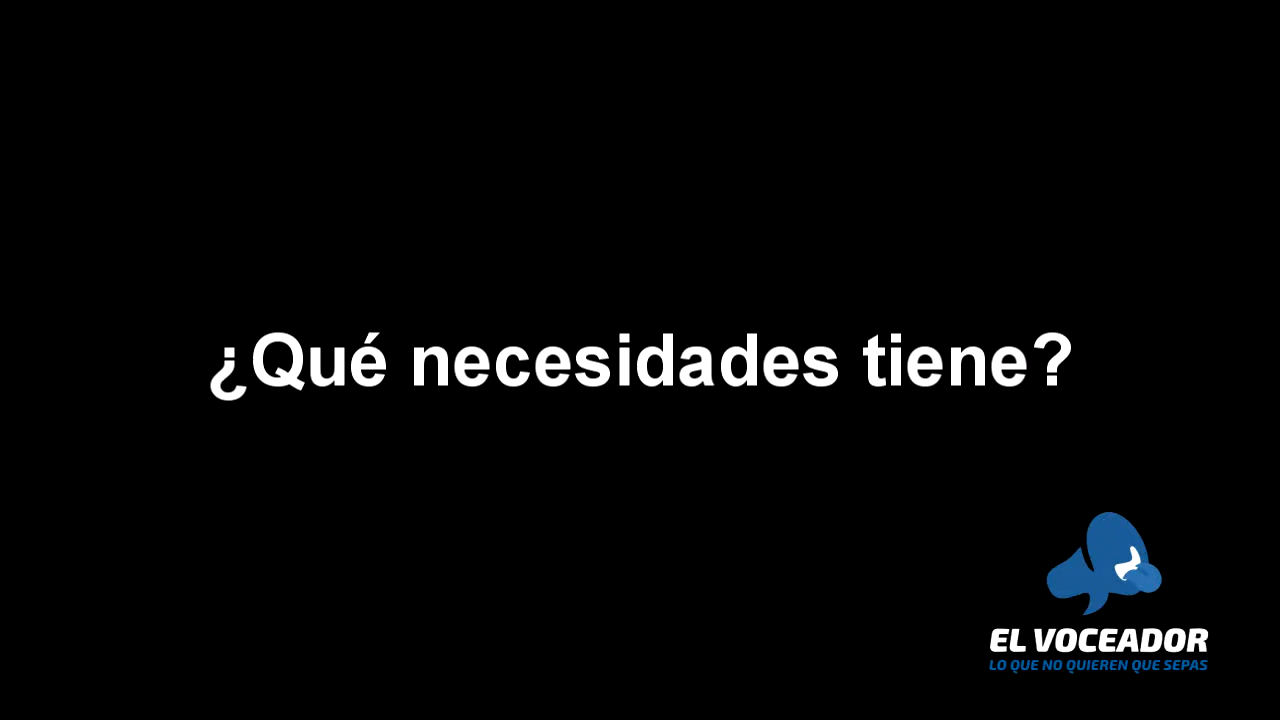 ¿Qué necesidades tiene?
EL VOCEADOR
LO QUE NO QUIEREN QUE SEPAS